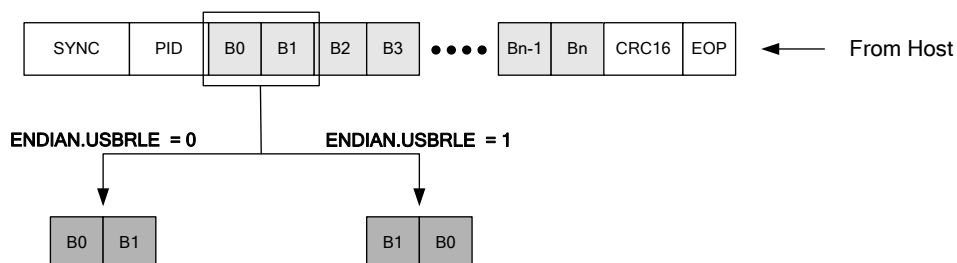 SYNC PID B0 B1 B2 B3 •••• Bn-1 Bn CRC16 EOP From Host
ENDIAN.USBRLE = 0 ENDIAN.USBRLE = 1
B0 B1 B1 B0